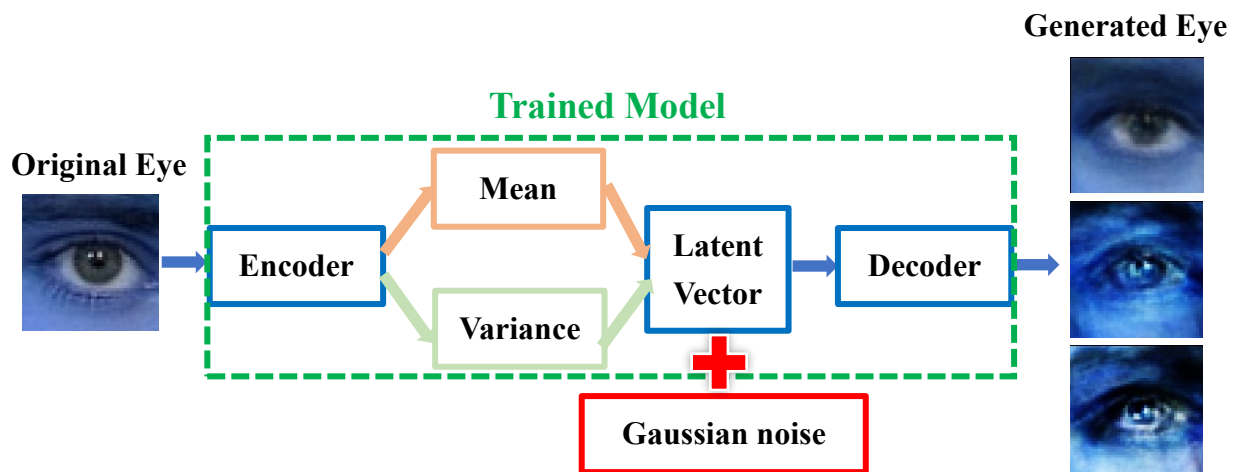 Generated Eye
Trained Model
Original Eye
Mean
Encoder
Latent
Vector
Decoder
Variance
Gaussian noise